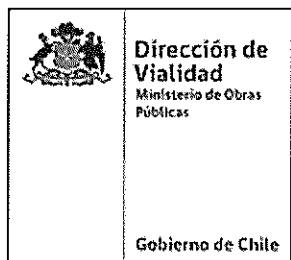 Dirección de
Vialidad
Ministerio de Obras
Públicas
Gobierno de Chile